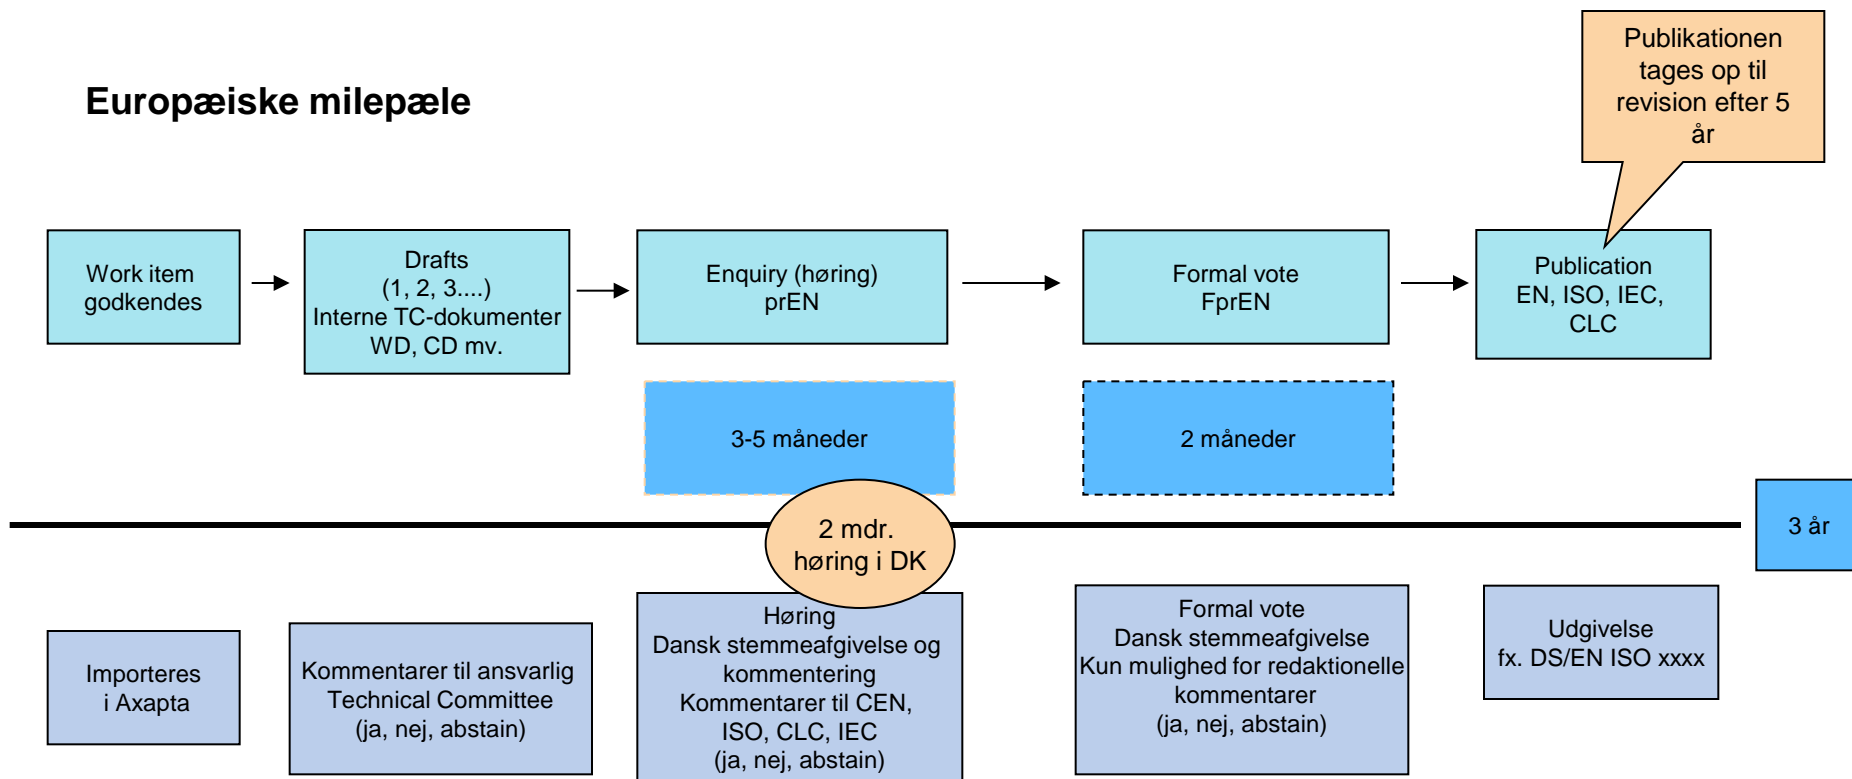 Europæiske milepæle
Publikationen
tages op til
revision efter 5
år
Work item
godkendes
Drafts
(1, 2, 3....)
Interne TC-dokumenter
WD, CD mv.
Enquiry (høring)
prEN
Formal vote
FprEN
Publication
EN, ISO, IEC,
CLC
3-5 måneder
2 måneder
2 mdr.
høring i DK
3 år
Importeres
i Axapta
Kommentarer til ansvarlig
Technical Committee
(ja, nej, abstain)
Høring
Dansk stemmeafgivelse og
kommentering
Kommentarer til CEN,
ISO, CLC, IEC
(ja, nej, abstain)
Formal vote
Dansk stemmeafgivelse
Kun mulighed for redaktionelle
kommentarer
(ja, nej, abstain)
Udgivelse
fx. DS/EN ISO xxxx